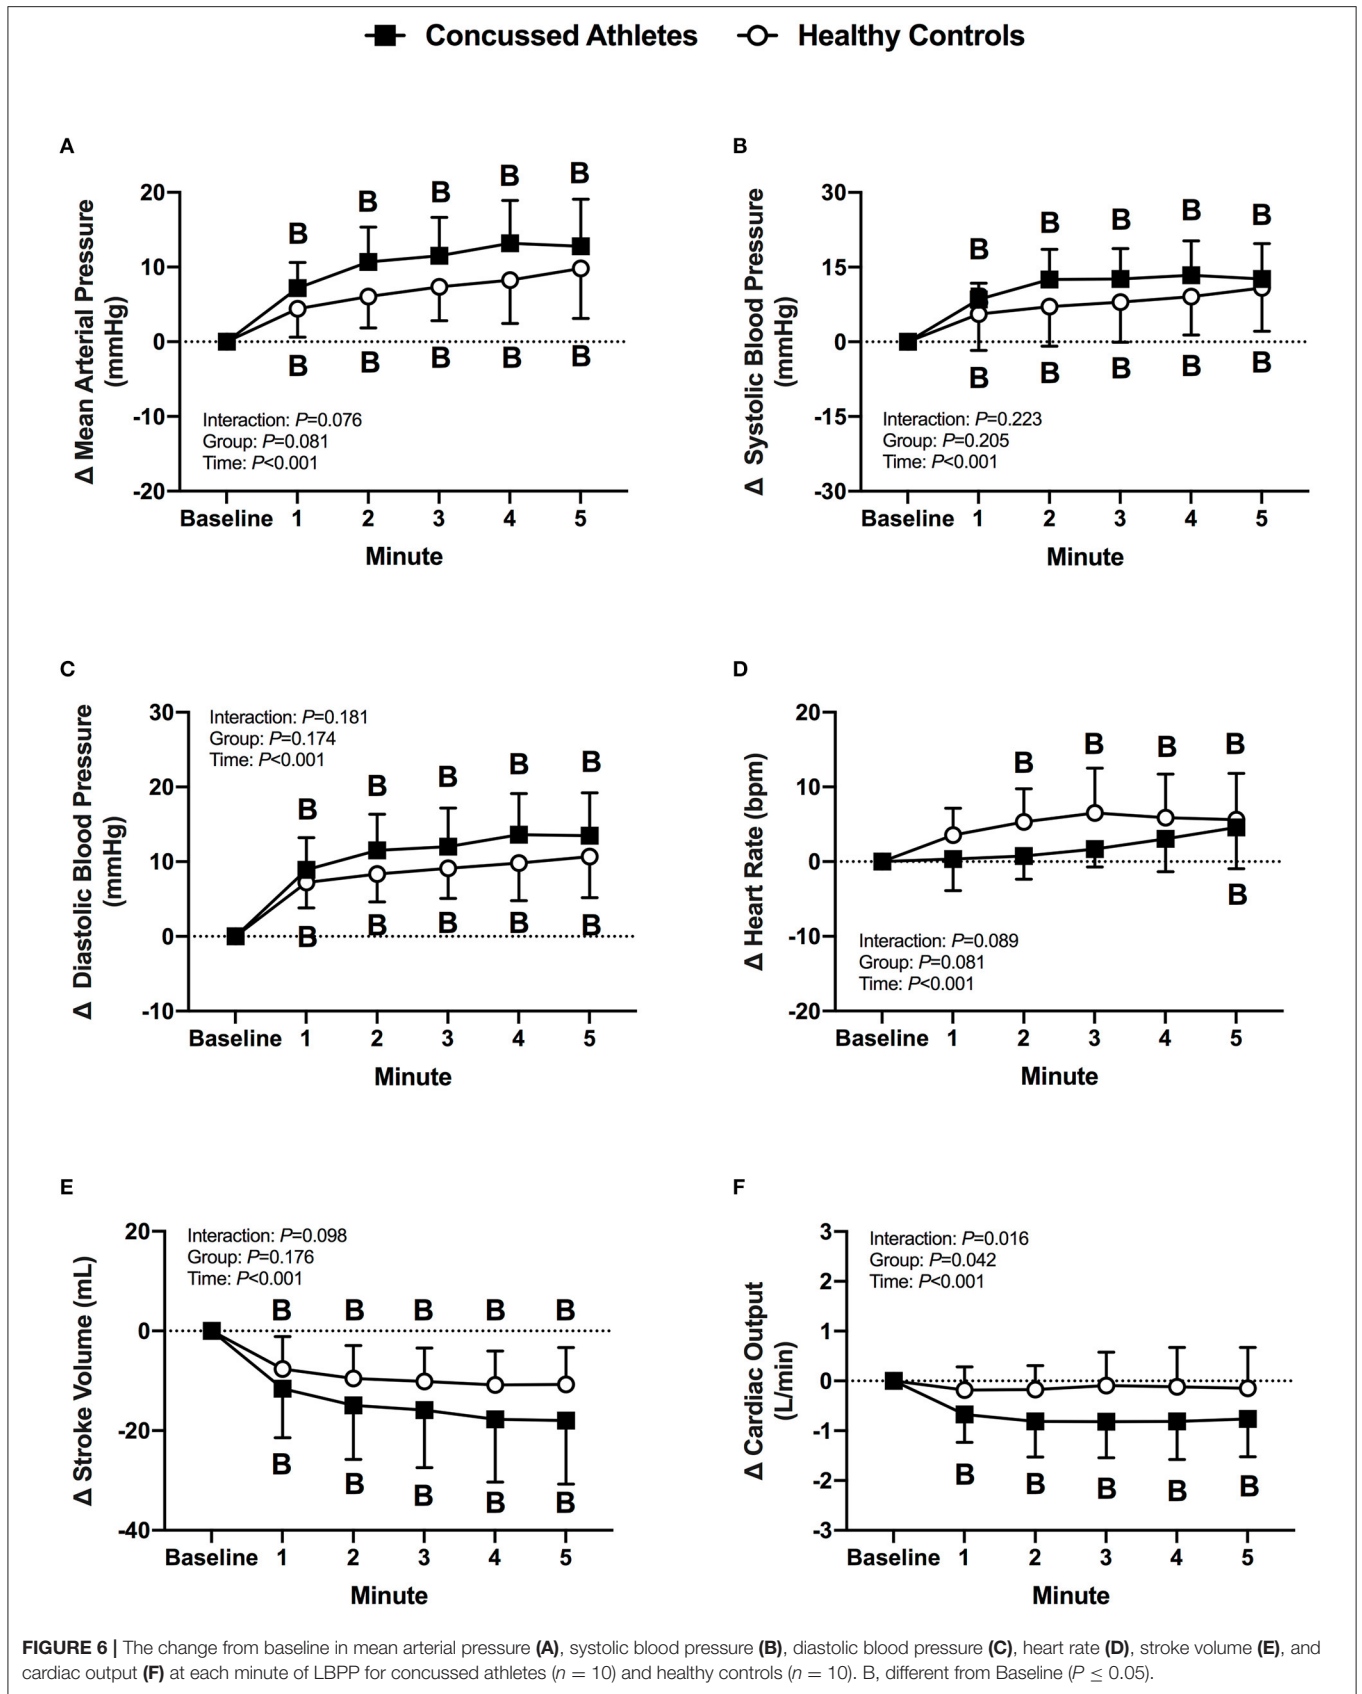 Concussed Athletes Healthy Controls
A
Δ Mean Arterial Pressure
(mmHg)
20
10
0
-10
-20
B B B B B
B B B B B
Interaction: P=0.076
Group: P=0.081
Time: P<0.001
Baseline 1 2 3 4 5
Minute
B
Δ Systolic Blood Pressure
(mmHg)
30
15
0
-15
-30
B B B B B
B B B B B
Interaction: P=0.223
Group: P=0.205
Time: P<0.001
Baseline 1 2 3 4 5
Minute
C
Δ Diastolic Blood Pressure
(mmHg)
30
20
10
0
-10
Interaction: P=0.181
Group: P=0.174
Time: P<0.001
B B B B B
B B B B B
Baseline 1 2 3 4 5
Minute
D
Δ Heart Rate (bpm)
20
10
0
-10
-20
B B B B
B
Interaction: P=0.089
Group: P=0.081
Time: P<0.001
Baseline 1 2 3 4 5
Minute
E
Δ Stroke Volume (mL)
20
0
-20
-40
Interaction: P=0.098
Group: P=0.176
Time: P<0.001
B B B B B
B B B B B
Baseline 1 2 3 4 5
Minute
F
Δ Cardiac Output
(L/min)
3
2
1
0
-1
-2
-3
Interaction: P=0.016
Group: P=0.042
Time: P<0.001
B B B B B
Baseline 1 2 3 4 5
Minute
FIGURE 6 | The change from baseline in mean arterial pressure (A), systolic blood pressure (B), diastolic blood pressure (C), heart rate (D), stroke volume (E), and
cardiac output (F) at each minute of LBPP for concussed athletes (n = 10) and healthy controls (n = 10). B, different from Baseline (P ≤ 0.05).